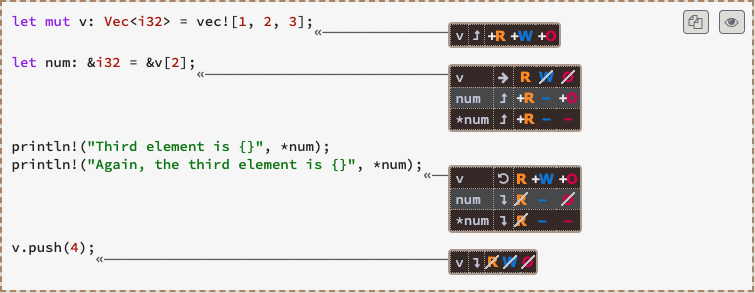 let mut v: Vec<i32> = vec![1, 2, 3];
v ⤴ +R +W +O
let num: &i32 = &v[2];
v → R W O
num ⤴ +R - +O
*num ⤴ +R - -
println!("Third element is {}", *num);
println!("Again, the third element is {}", *num);
v ↺ R +W +O
num ⤵ R - O
*num ⤵ R - -
v.push(4);
v ⤵ R W O